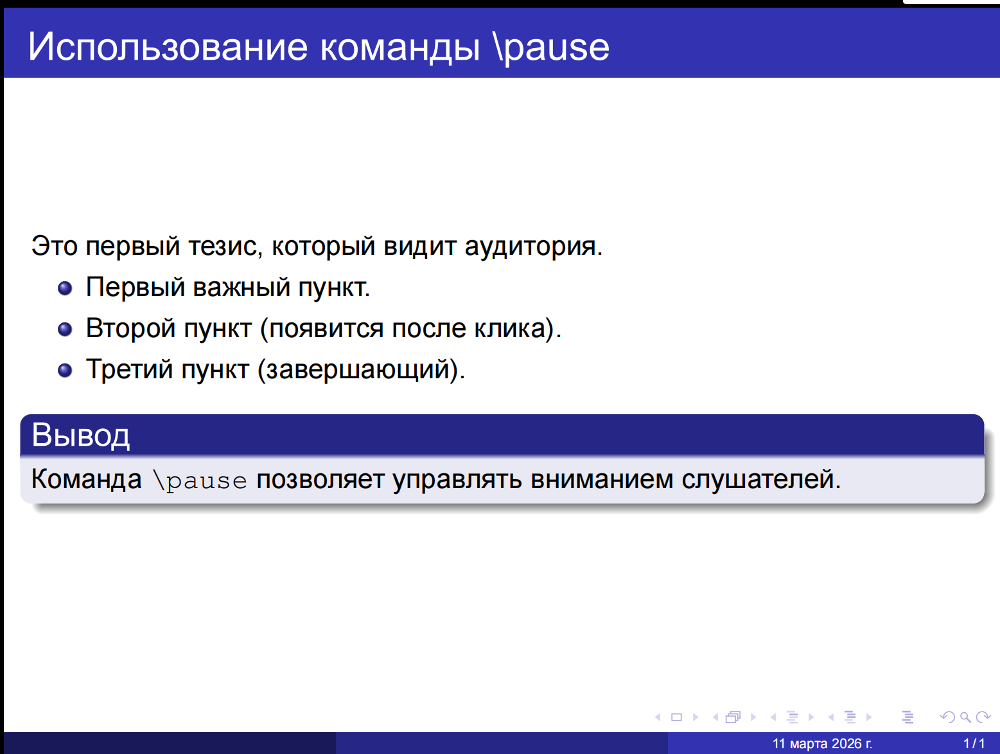 Использование команды \pause
Это первый тезис, который видит аудитория.
Первый важный пункт.
Второй пункт (появится после клика).
Третий пункт (завершающий).
Вывод
Команда \pause позволяет управлять вниманием слушателей.
11 марта 2026 г.
1 / 1